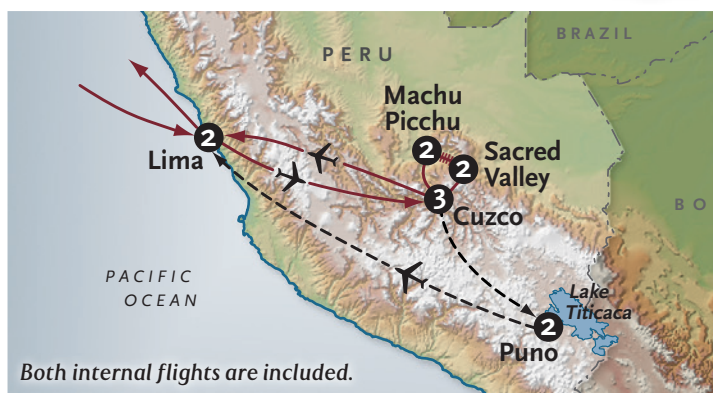 BRAZIL
PERU
Machu
Picchu
2
Sacred
Valley
2
2
Lima
3
Cuzco
BO
PACIFIC
OCEAN
Lake
Titicaca
2
Puno
Both internal flights are included.